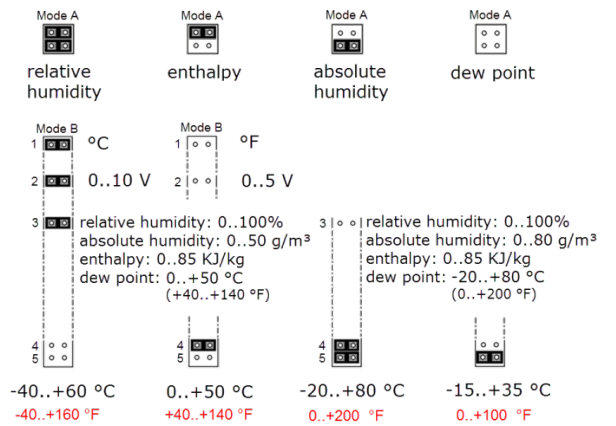 Mode A Mode A Mode A Mode A
relative humidity
enthalpy
absolute humidity
dew point
Mode B Mode B
1 °C 1 °F
2 0..10 V 2 0..5 V
3 relative humidity: 0..100%
absolute humidity: 0..50 g/m³
enthalpy: 0..85 KJ/kg
dew point: 0..+50 °C
(+40..+140 °F)
3 relative humidity: 0..100%
absolute humidity: 0..80 g/m³
enthalpy: 0..85 KJ/kg
dew point: -20..+80 °C
(0..+200 °F)
4 4 4 4
5 5 5 5
-40..+60 °C 0..+50 °C -20..+80 °C -15..+35 °C
-40..+160 °F +40..+140 °F 0..+200 °F 0..+100 °F